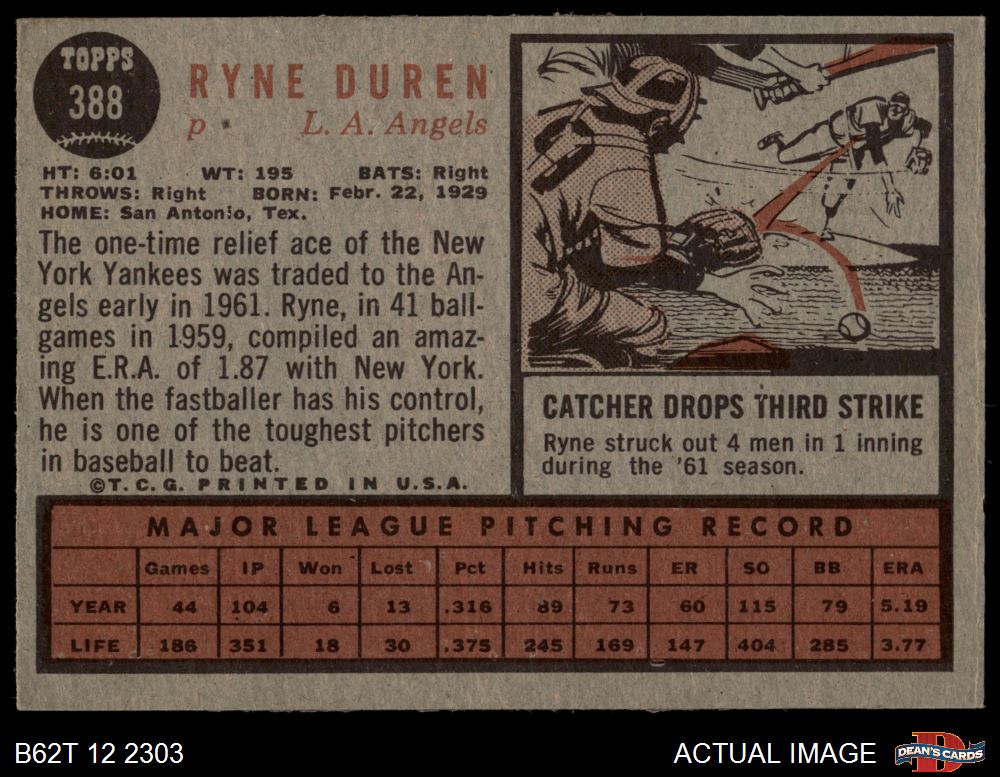 TOPPS
388
RYNE DUREN
p L. A. Angels
HT: 6:01 WT: 195 BATS: Right
THROWS: Right BORN: Febr. 22, 1929
HOME: San Antonio, Tex.
The one-time relief ace of the New
York Yankees was traded to the An-
gels early in 1961. Ryne, in 41 ball-
games in 1959, compiled an amaz-
ing E.R.A. of 1.87 with New York.
When the fastballer has his control,
he is one of the toughest pitchers
in baseball to beat.
©T. C. G. PRINTED IN U.S.A.
CATCHER DROPS THIRD STRIKE
Ryne struck out 4 men in 1 inning
during the '61 season.
MAJOR LEAGUE PITCHING RECORD
Games IP Won Lost Pct Hits Runs ER SO BB ERA
YEAR 44 104 6 13 .316 89 73 60 115 79 5.19
LIFE 186 351 18 30 .375 245 169 147 404 285 3.77
B62T 12 2303 ACTUAL IMAGE DEAN'S CARDS